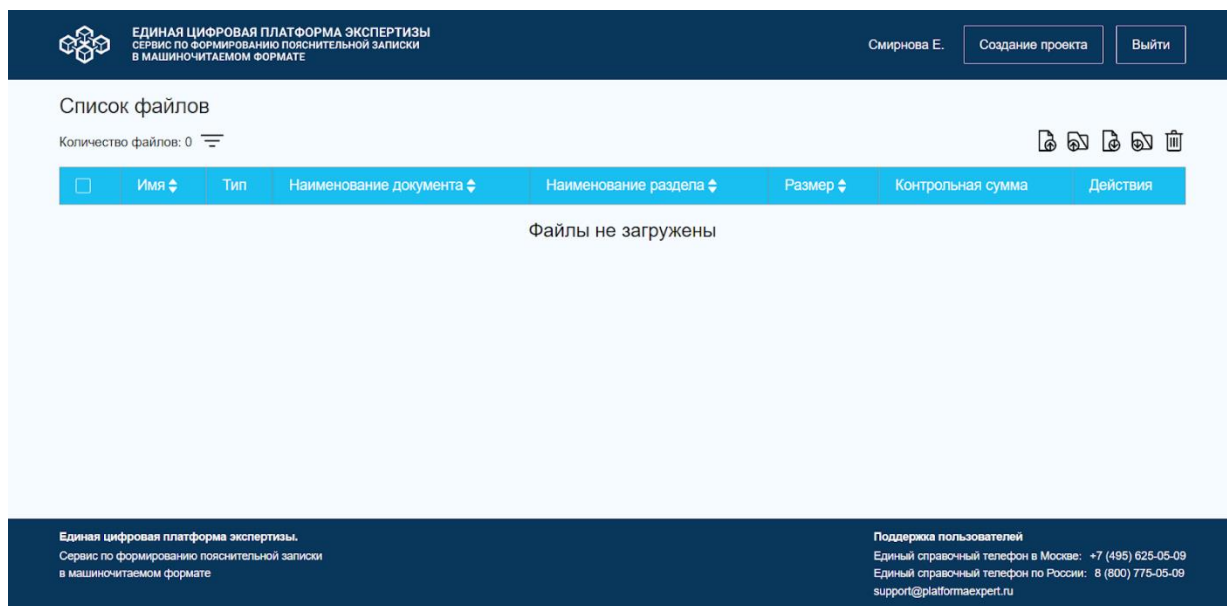 ЕДИНАЯ ЦИФРОВАЯ ПЛАТФОРМА ЭКСПЕРТИЗЫ
СЕРВИС ПО ФОРМИРОВАНИЮ ПОЯСНИТЕЛЬНОЙ ЗАПИСКИ
В МАШИНОЧИТАЕМОМ ФОРМАТЕ
Смирнова Е. Создание проекта Выйти
Список файлов
Количество файлов: 0
Имя Тип Наименование документа Наименование раздела Размер Контрольная сумма Действия
Файлы не загружены
Единая цифровая платформа экспертизы.
Сервис по формированию пояснительной записки
в машиночитаемом формате
Поддержка пользователей
Единый справочный телефон в Москве: +7 (495) 625-05-09
Единый справочный телефон по России: 8 (800) 775-05-09
support@platformaexpert.ru